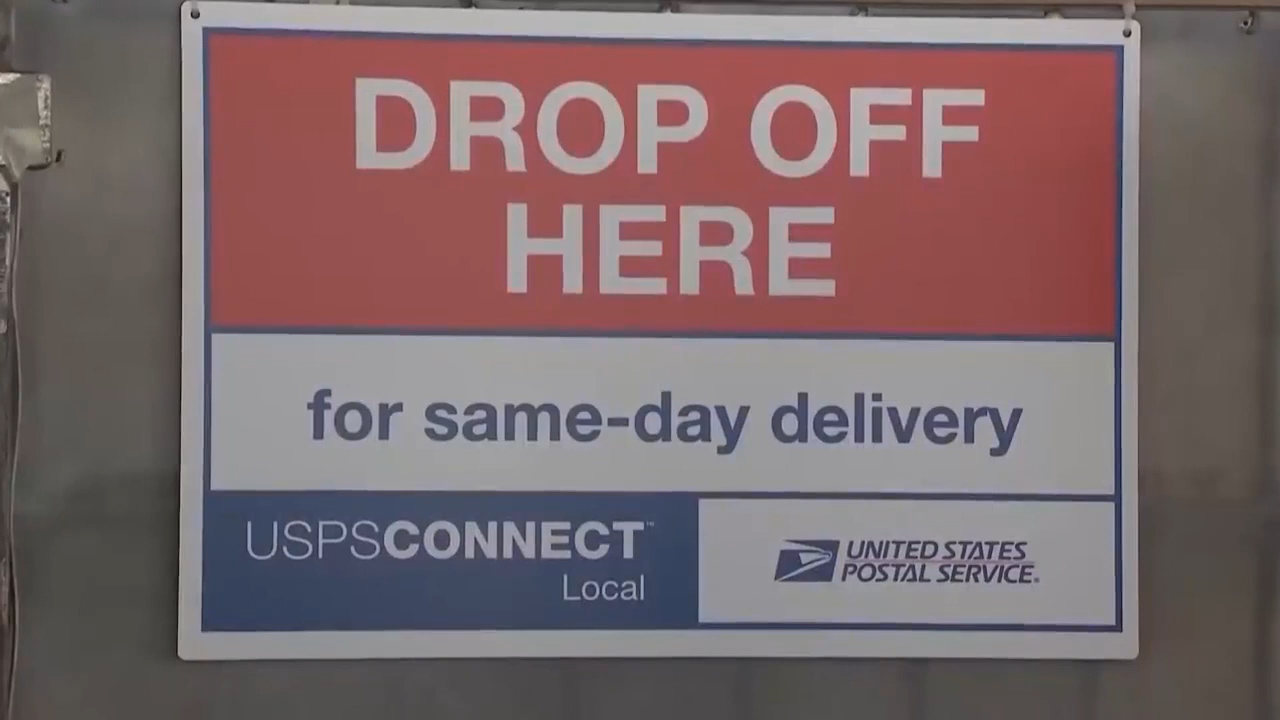 DROP OFF
HERE
for same-day delivery
USPSCONNECT™
Local
UNITED STATES
POSTAL SERVICE®